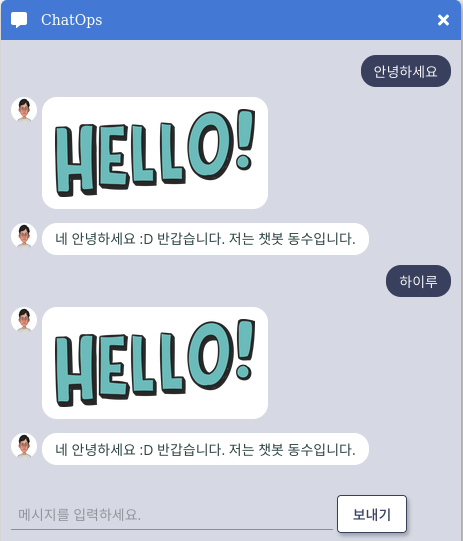 ChatOps
안녕하세요
HELLO!
네 안녕하세요 :D 반갑습니다. 저는 챗봇 동수입니다.
하이루
HELLO!
네 안녕하세요 :D 반갑습니다. 저는 챗봇 동수입니다.
메시지를 입력하세요.
보내기